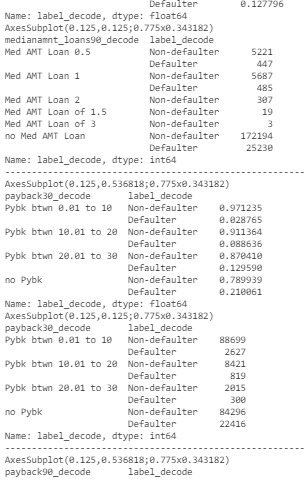 Defaulter 0.127796
Name: label_decode, dtype: float64
AxesSubplot(0.125,0.125;0.775x0.343182)
medianamnt_loans90_decode label_decode
Med AMT Loan 0.5 Non-defaulter 5221
Defaulter 447
Med AMT Loan 1 Non-defaulter 5687
Defaulter 485
Med AMT Loan 2 Non-defaulter 307
Med AMT Loan of 1.5 Non-defaulter 19
Med AMT Loan of 3 Non-defaulter 3
no Med AMT Loan Non-defaulter 172194
Defaulter 25230
Name: label_decode, dtype: int64
------------------------------------------------------------
AxesSubplot(0.125,0.536818;0.775x0.343182)
payback30_decode label_decode
Pybk btwn 0.01 to 10 Non-defaulter 0.971235
Defaulter 0.028765
Pybk btwn 10.01 to 20 Non-defaulter 0.911364
Defaulter 0.088636
Pybk btwn 20.01 to 30 Non-defaulter 0.870410
Defaulter 0.129590
no Pybk Non-defaulter 0.789939
Defaulter 0.210061
Name: label_decode, dtype: float64
AxesSubplot(0.125,0.125;0.775x0.343182)
payback30_decode label_decode
Pybk btwn 0.01 to 10 Non-defaulter 88699
Defaulter 2627
Pybk btwn 10.01 to 20 Non-defaulter 8421
Defaulter 819
Pybk btwn 20.01 to 30 Non-defaulter 2015
Defaulter 300
no Pybk Non-defaulter 84296
Defaulter 22416
Name: label_decode, dtype: int64
------------------------------------------------------------
AxesSubplot(0.125,0.536818;0.775x0.343182)
payback90_decode label_decode